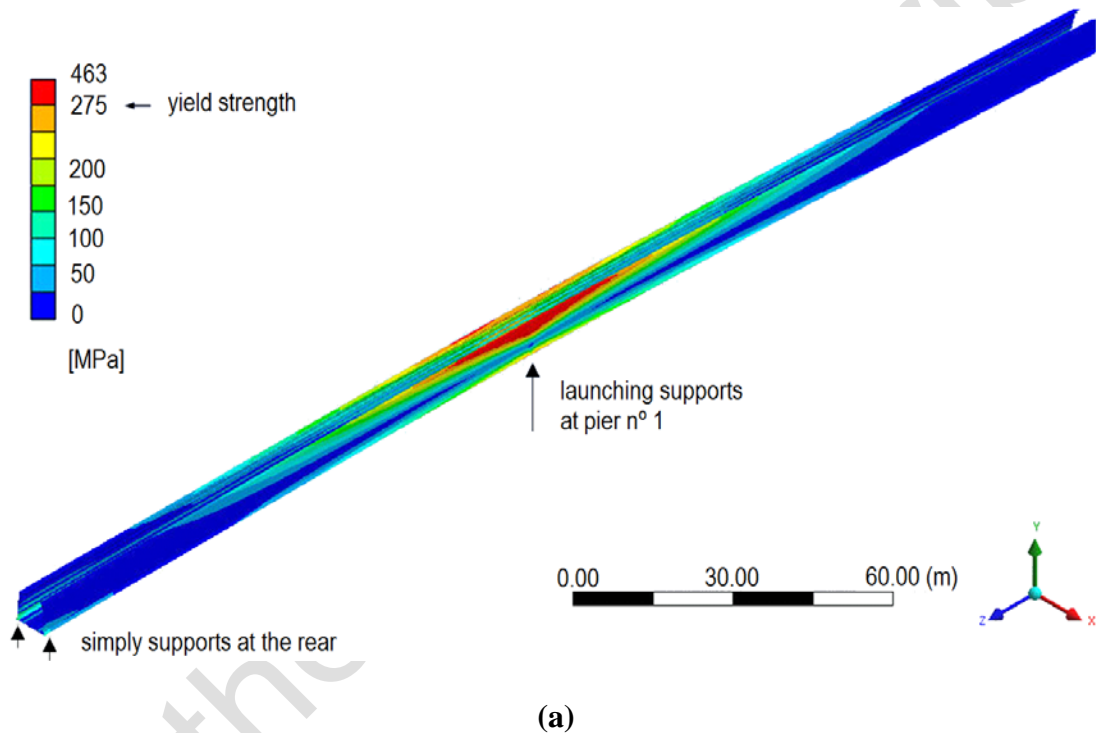 463
275 ← yield strength
200
150
100
50
0
[MPa]
launching supports
at pier nº 1
0.00 30.00 60.00 (m)
Y
Z X
simply supports at the rear
the
(a)